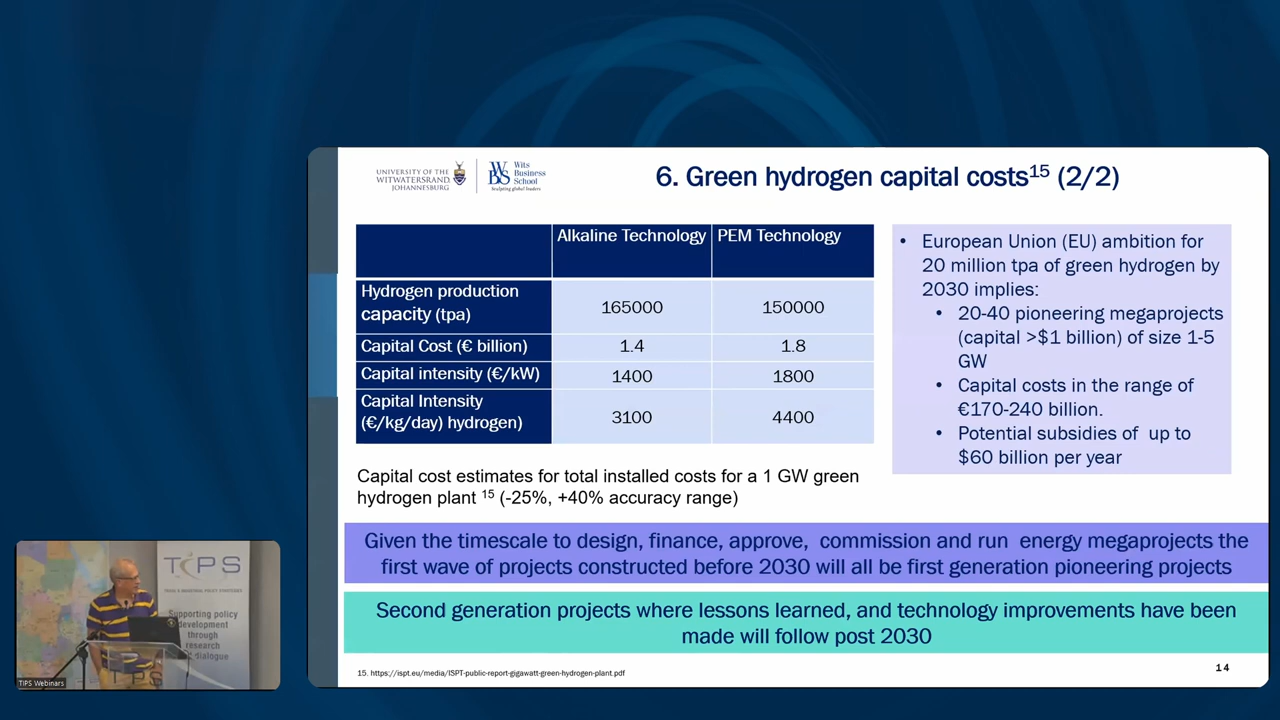 UNIVERSITY OF THE
WITWATERSRAND,
JOHANNESBURG
WBS
Wits
Business
School
Sculpting global leaders
6. Green hydrogen capital costs15 (2/2)
Alkaline Technology PEM Technology
Hydrogen production
capacity (tpa) 165000 150000
Capital Cost (€ billion) 1.4 1.8
Capital intensity (€/kW) 1400 1800
Capital Intensity
(€/kg/day) hydrogen) 3100 4400
Capital cost estimates for total installed costs for a 1 GW green
hydrogen plant 15 (-25%, +40% accuracy range)
• European Union (EU) ambition for
20 million tpa of green hydrogen by
2030 implies:
• 20-40 pioneering megaprojects
(capital >$1 billion) of size 1-5
GW
• Capital costs in the range of
€170-240 billion.
• Potential subsidies of up to
$60 billion per year
Given the timescale to design, finance, approve, commission and run energy megaprojects the
first wave of projects constructed before 2030 will all be first generation pioneering projects
Second generation projects where lessons learned, and technology improvements have been
made will follow post 2030
15. https://ispt.eu/media/ISPT-public-report-gigawatt-green-hydrogen-plant.pdf
14
TIPS
Supporting policy
development
through
research
dialogue
TIPS
TIPS Webinars